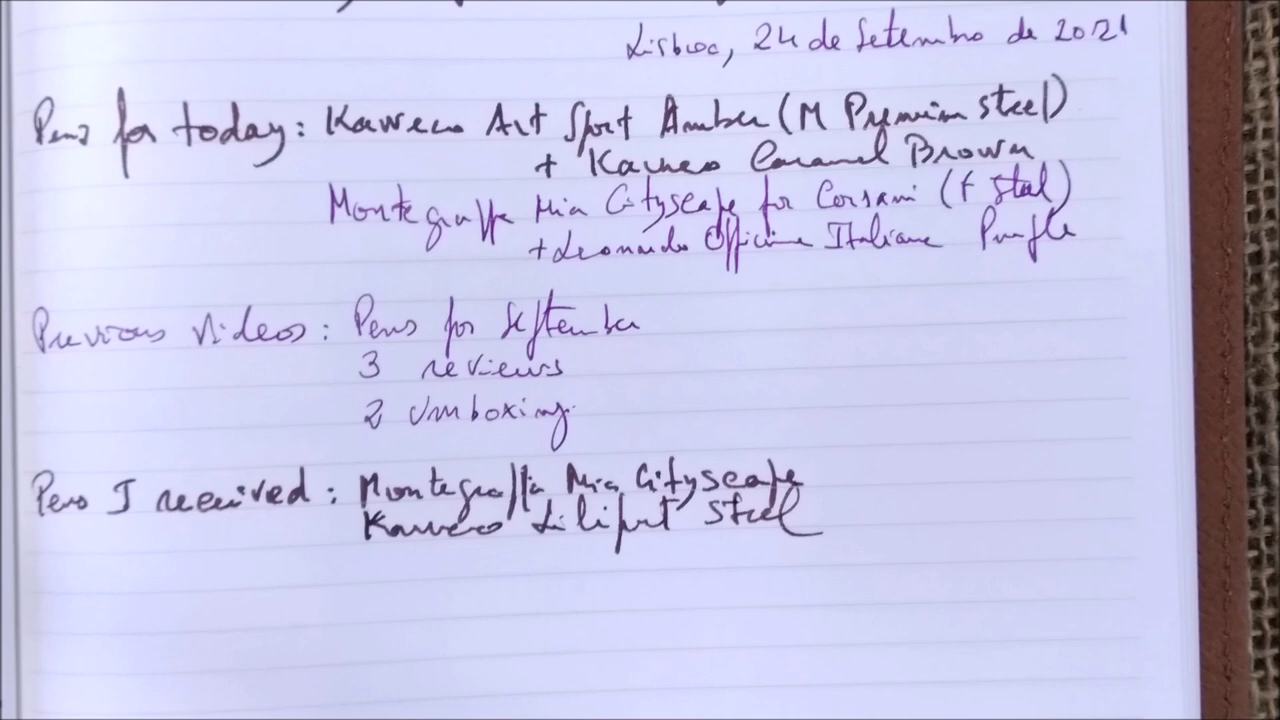 Lisboa, 24 de Setembro de 2021
Pens for today: Kaweco Art Sport Amber (M Premium steel)
+ Kaweco Caramel Brown
Montegrappa Mia Cityscape for Corsani (F Steel)
+ Leonardo Officina Italiana Purple
Previous videos: Pens for September
3 reviews
2 Unboxing.
Pens I received: Montegrappa Mia Cityscape
Kaweco Liliput Steel